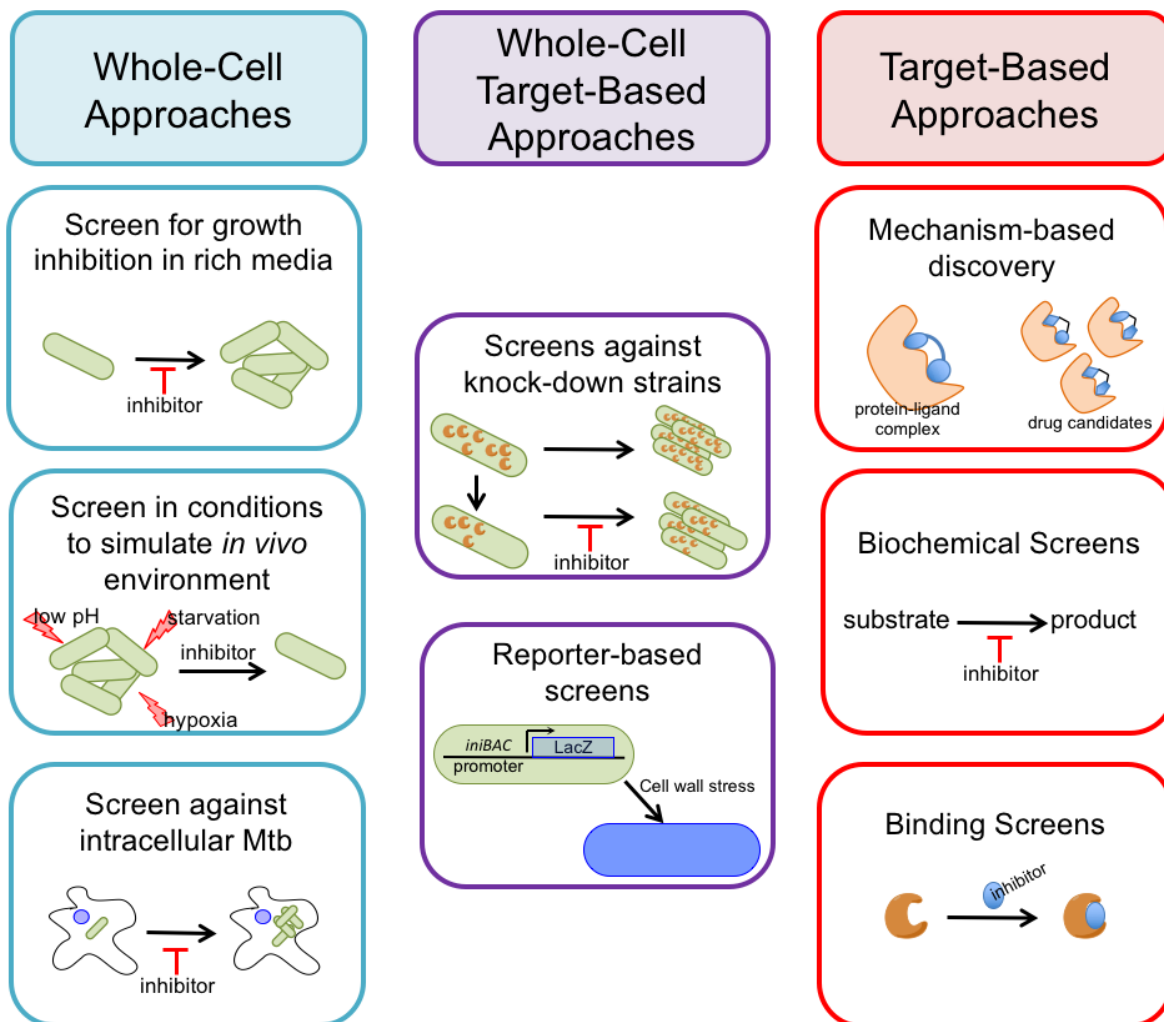 Whole-Cell
Approaches
Screen for growth
inhibition in rich media
inhibitor
Screen in conditions
to simulate in vivo
environment
low pH
starvation
inhibitor
hypoxia
Screen against
intracellular Mtb
inhibitor
Whole-Cell
Target-Based
Approaches
Screens against
knock-down strains
inhibitor
Reporter-based
screens
iniBAC
LacZ
promoter
Cell wall stress
Target-Based
Approaches
Mechanism-based
discovery
protein-ligand
complex
drug candidates
Biochemical Screens
substrate
product
inhibitor
Binding Screens
inhibitor